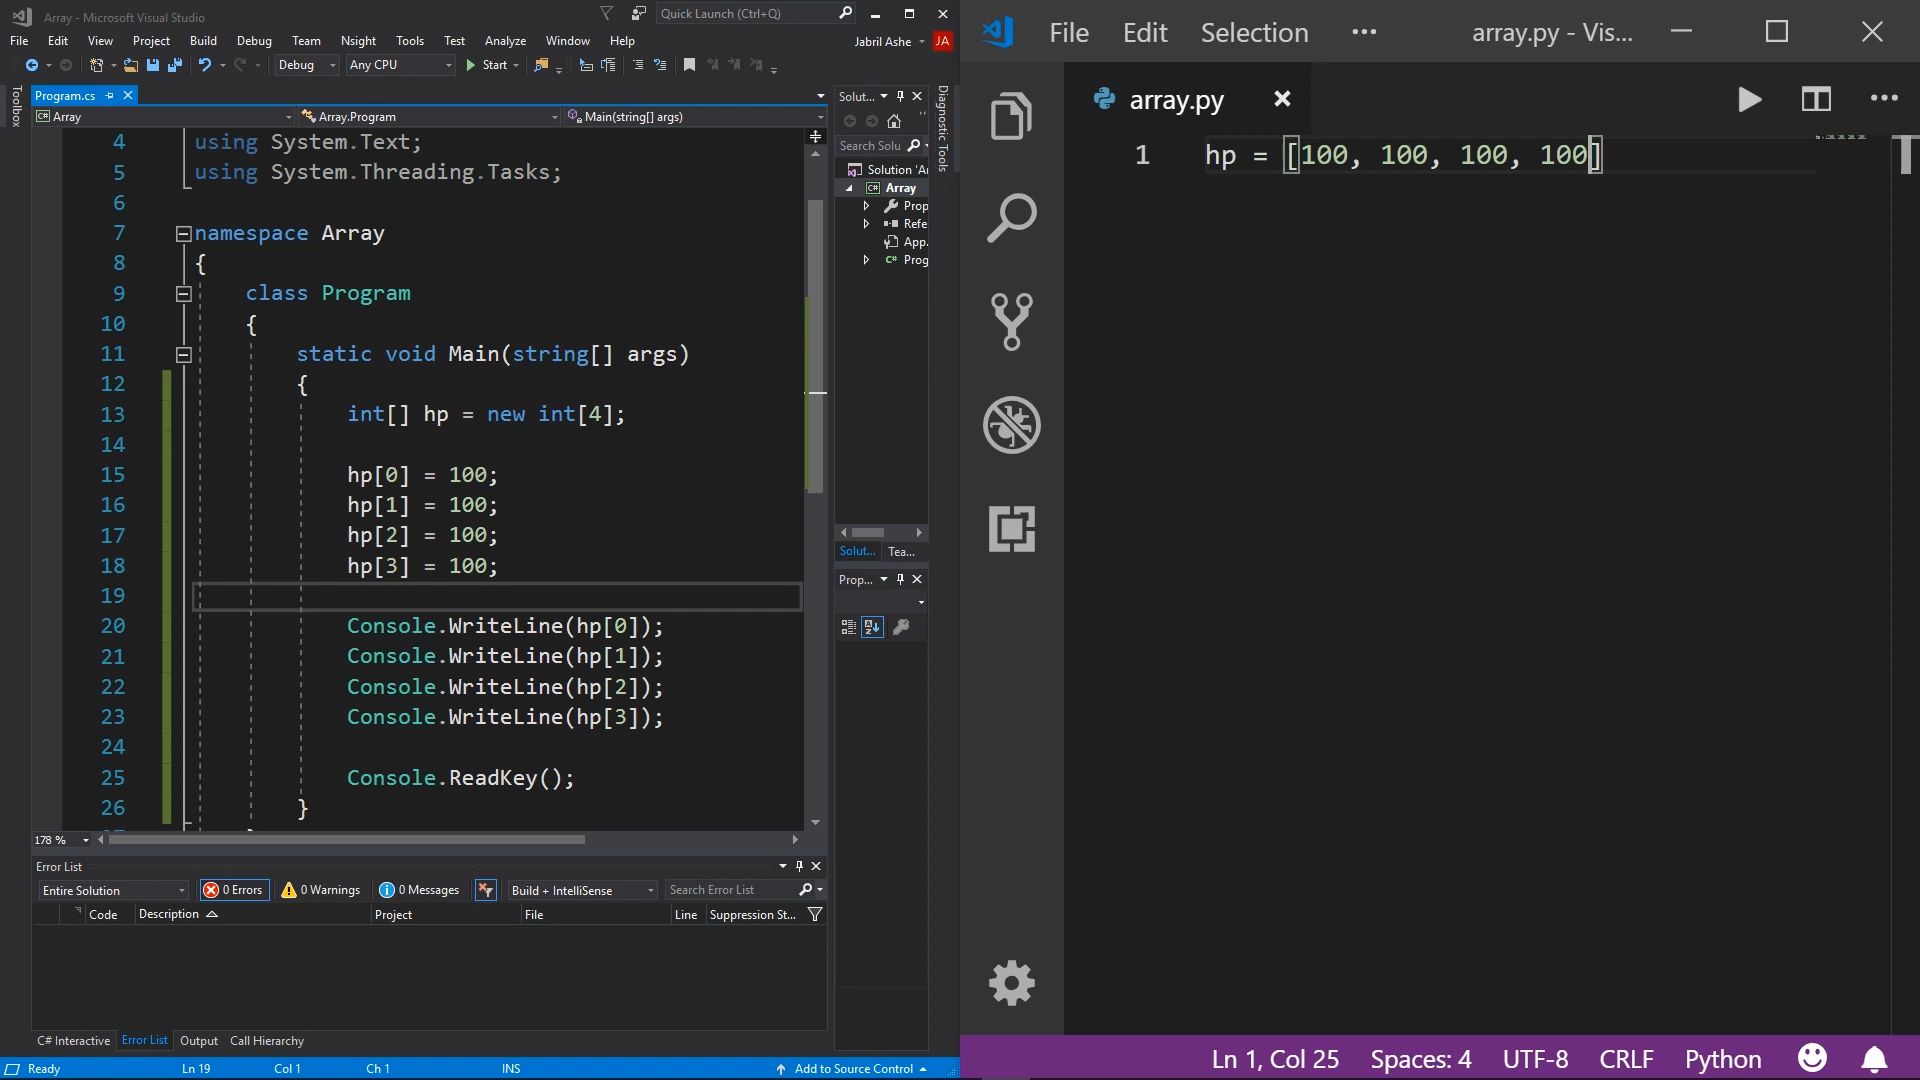 Array - Microsoft Visual Studio
Quick Launch (Ctrl+Q)
File Edit View Project Build Debug Team Nsight Tools Test Analyze Window Help
Jabril Ashe JA
Debug Any CPU Start
Toolbox
Program.cs
Array Array.Program Main(string[] args)
4 using System.Text;
5 using System.Threading.Tasks;
6
7 namespace Array
8 {
9 class Program
10 {
11 static void Main(string[] args)
12 {
13 int[] hp = new int[4];
14
15 hp[0] = 100;
16 hp[1] = 100;
17 hp[2] = 100;
18 hp[3] = 100;
19
20 Console.WriteLine(hp[0]);
21 Console.WriteLine(hp[1]);
22 Console.WriteLine(hp[2]);
23 Console.WriteLine(hp[3]);
24
25 Console.ReadKey();
26 }
178 %
Solut...
Search Solu
Solution 'Ar
C# Array
Prop
Refe
App.
C# Prog
Solut... Tea...
Prop...
Diagnostic Tools
Error List
Entire Solution 0 Errors 0 Warnings 0 Messages Build + IntelliSense Search Error List
Code Description Project File Line Suppression St...
C# Interactive Error List Output Call Hierarchy
Ready Ln 19 Col 1 Ch 1 INS Add to Source Control
File Edit Selection ... array.py - Vis...
array.py
1 hp = [100, 100, 100, 100]
Ln 1, Col 25 Spaces: 4 UTF-8 CRLF Python